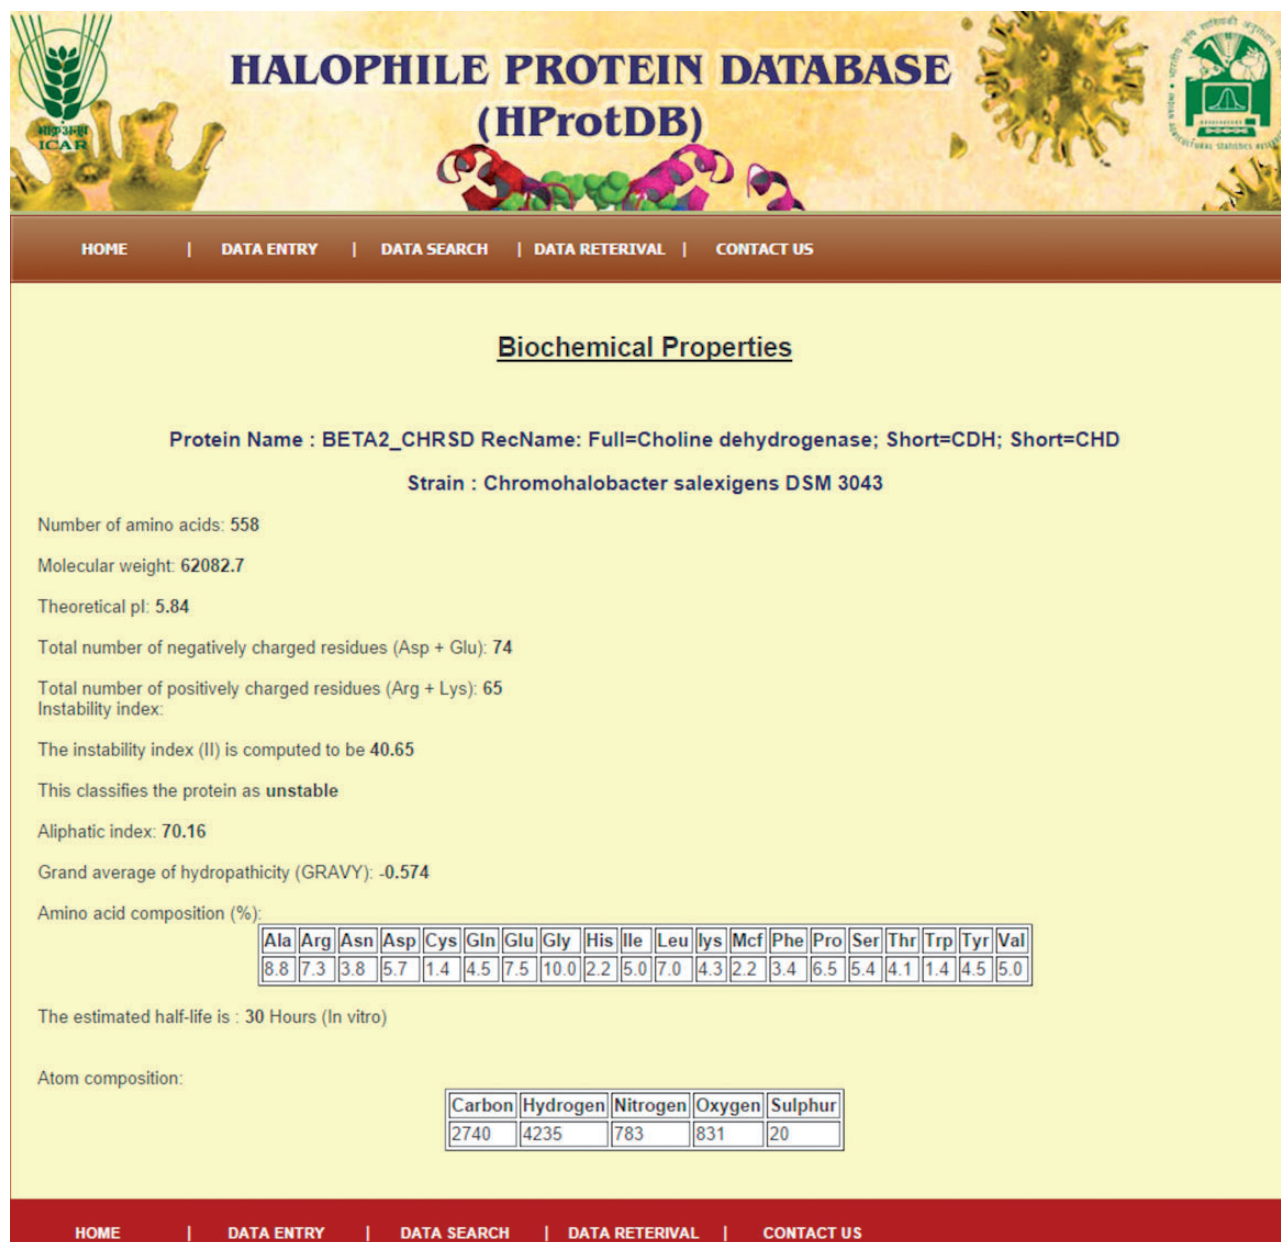 HALOPHILE PROTEIN DATABASE
(HProtDB)
ICAR
HOME | DATA ENTRY | DATA SEARCH | DATA RETERIVAL | CONTACT US
Biochemical Properties
Protein Name : BETA2_CHRSD RecName: Full=Choline dehydrogenase; Short=CDH; Short=CHD
Strain : Chromohalobacter salexigens DSM 3043
Number of amino acids: 558
Molecular weight: 62082.7
Theoretical pI: 5.84
Total number of negatively charged residues (Asp + Glu): 74
Total number of positively charged residues (Arg + Lys): 65
Instability index:
The instability index (II) is computed to be 40.65
This classifies the protein as unstable
Aliphatic index: 70.16
Grand average of hydropathicity (GRAVY): -0.574
Amino acid composition (%):
Ala Arg Asn Asp Cys Gln Glu Gly His Ile Leu lys Mcf Phe Pro Ser Thr Trp Tyr Val
8.8 7.3 3.8 5.7 1.4 4.5 7.5 10.0 2.2 5.0 7.0 4.3 2.2 3.4 6.5 5.4 4.1 1.4 4.5 5.0
The estimated half-life is : 30 Hours (In vitro)
Atom composition:
Carbon Hydrogen Nitrogen Oxygen Sulphur
2740 4235 783 831 20
HOME | DATA ENTRY | DATA SEARCH | DATA RETERIVAL | CONTACT US